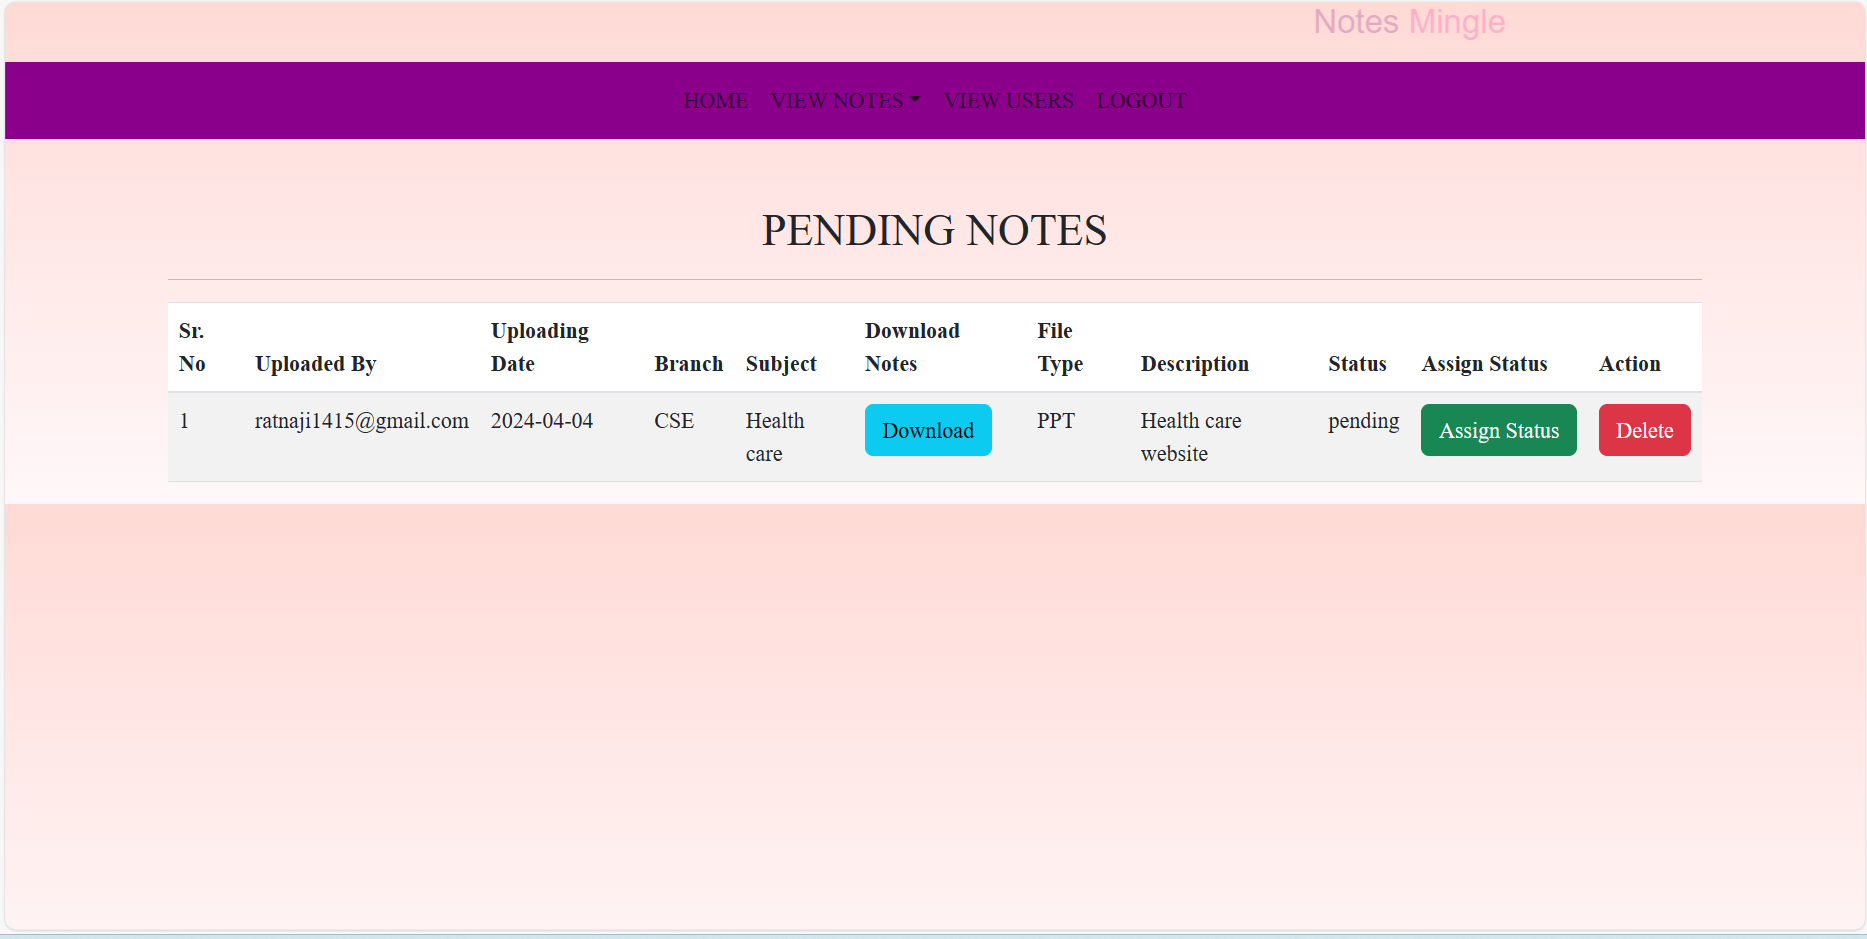 Notes Mingle
HOME VIEW NOTES VIEW USERS LOGOUT
PENDING NOTES
Sr. No Uploaded By Uploading Date Branch Subject Download Notes File Type Description Status Assign Status Action
1 ratnaji1415@gmail.com 2024-04-04 CSE Health care Download PPT Health care website pending Assign Status Delete